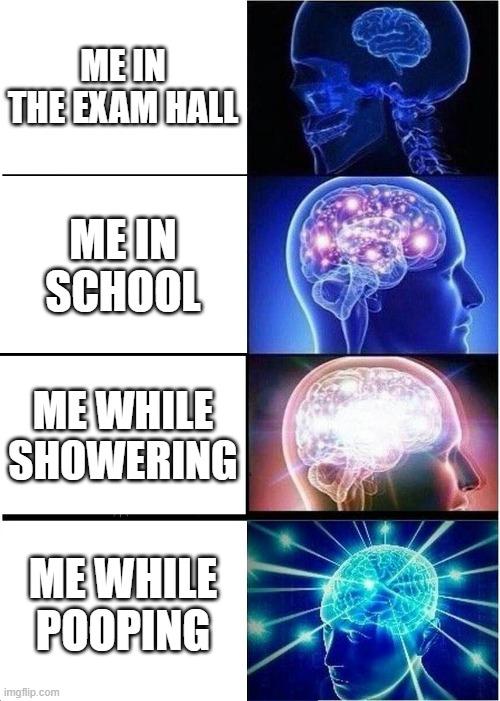 ME IN
THE EXAM HALL
ME IN
SCHOOL
ME WHILE
SHOWERING
ME WHILE
POOPING
imgflip.com